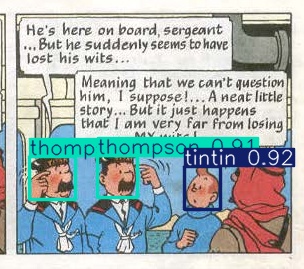 He's here on board, sergeant
...But he suddenly seems to have
lost his wits...
Meaning that we can't question
him, I suppose!... A neat little
story... But it just happens
that I am very far from losing
thomp thompson 0.91
tintin 0.92